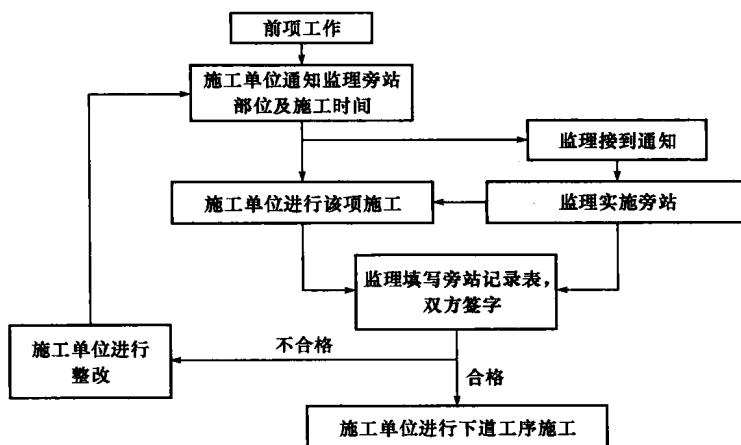 前项工作
施工单位通知监理旁站
部位及施工时间
监理接到通知
施工单位进行该项施工
监理实施旁站
监理填写旁站记录表，
双方签字
施工单位进行
整改
不合格
合格
施工单位进行下道工序施工